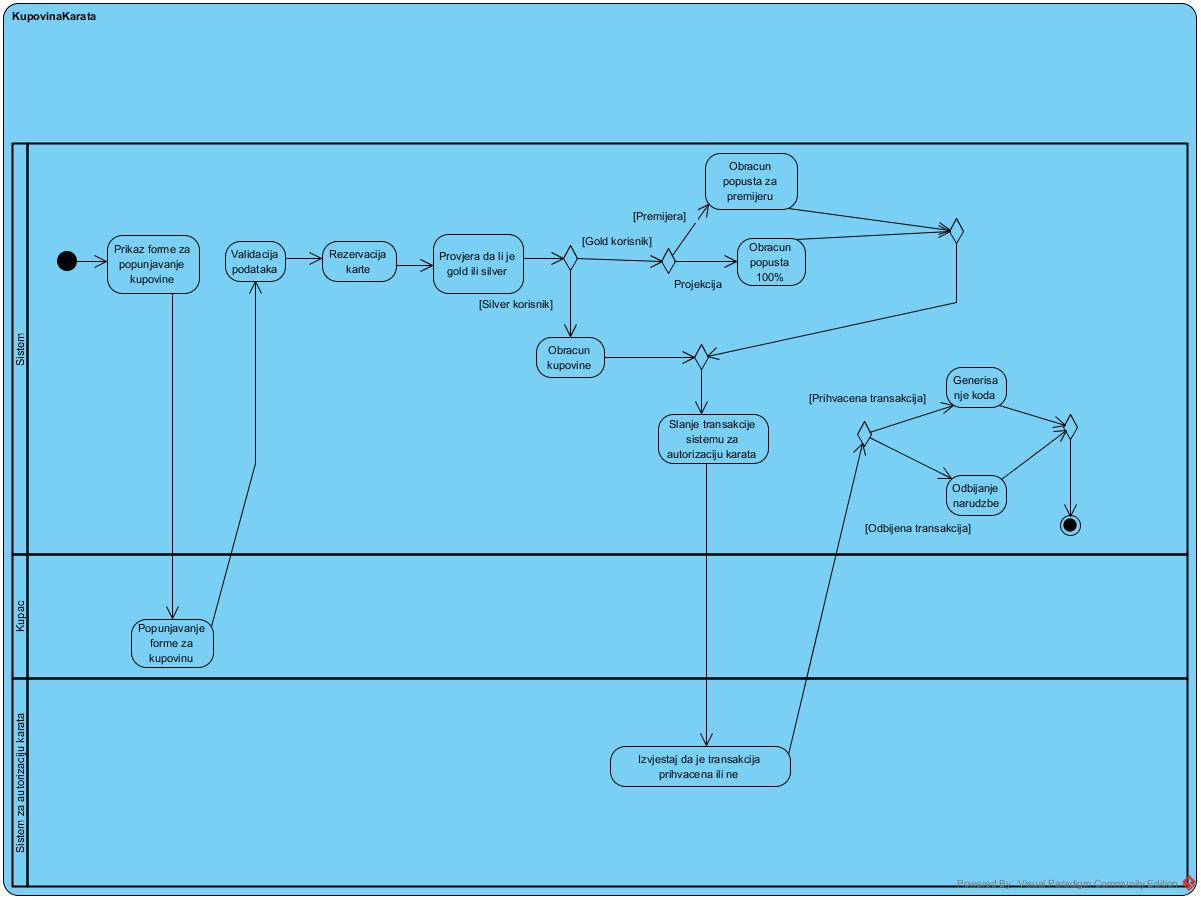 KupovinaKarata
Sistem
Prikaz forme za
popunjavanje
kupovine
Validacija
podataka
Rezervacija
karte
Provjera da li je
gold ili silver
[Gold korisnik]
[Silver korisnik]
[Premijera]
Obracun
popusta za
premijeru
Projekcija
Obracun
popusta
100%
Obracun
kupovine
Slanje transakcije
sistemu za
autorizaciju karata
[Prihvacena transakcija]
Generisa
nje koda
Odbijanje
narudzbe
[Odbijena transakcija]
Kupac
Popunjavanje
forme za
kupovinu
Sistem za autorizaciju karata
Izvjestaj da je transakcija
prihvacena ili ne
Powered By Visual Paradigm Community Edition